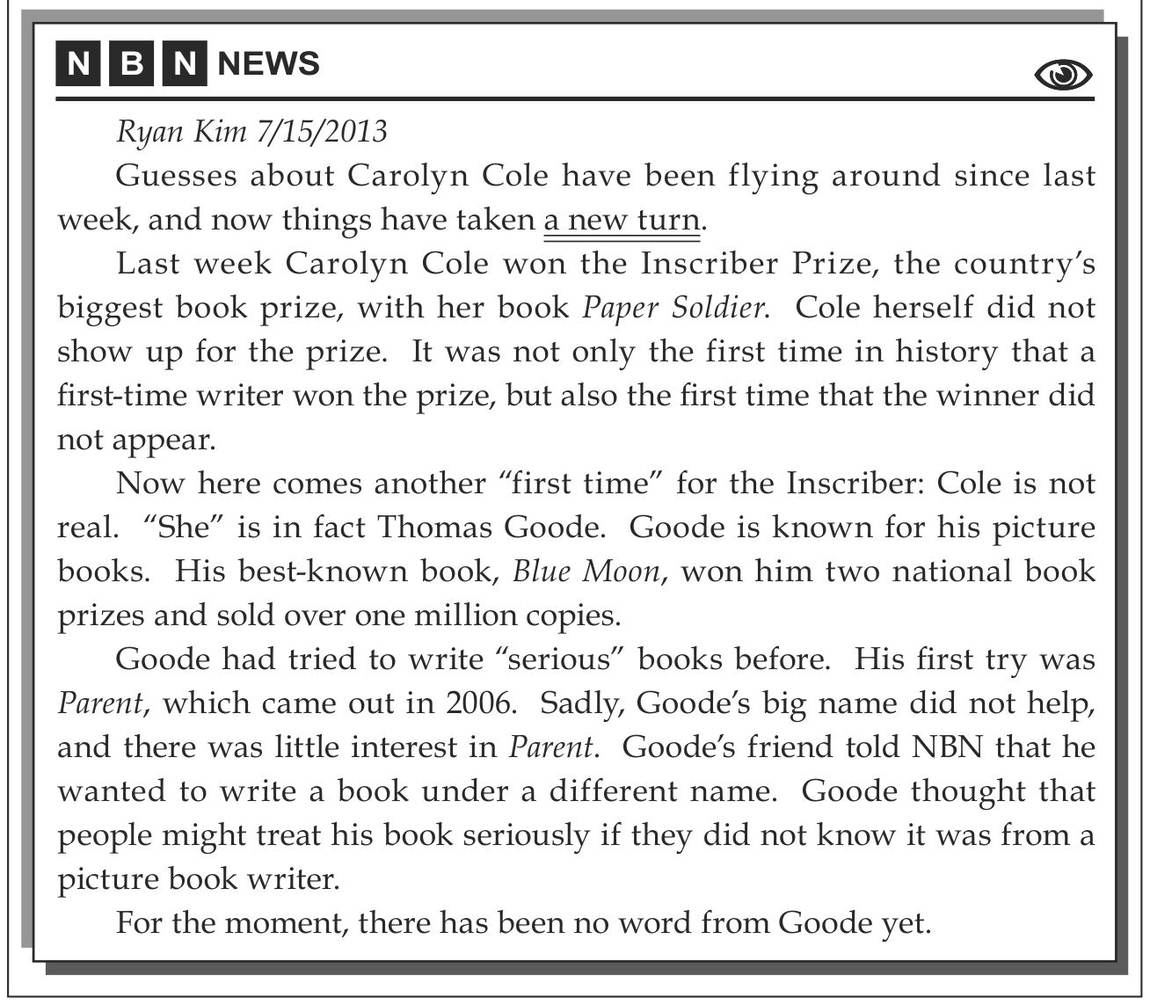 N B N NEWS
Ryan Kim 7/15/2013
Guesses about Carolyn Cole have been flying around since last
week, and now things have taken a new turn.
Last week Carolyn Cole won the Inscriber Prize, the country’s
biggest book prize, with her book Paper Soldier. Cole herself did not
show up for the prize. It was not only the first time in history that a
first-time writer won the prize, but also the first time that the winner did
not appear.
Now here comes another “first time” for the Inscriber: Cole is not
real. “She” is in fact Thomas Goode. Goode is known for his picture
books. His best-known book, Blue Moon, won him two national book
prizes and sold over one million copies.
Goode had tried to write “serious” books before. His first try was
Parent, which came out in 2006. Sadly, Goode’s big name did not help,
and there was little interest in Parent. Goode’s friend told NBN that he
wanted to write a book under a different name. Goode thought that
people might treat his book seriously if they did not know it was from a
picture book writer.
For the moment, there has been no word from Goode yet.